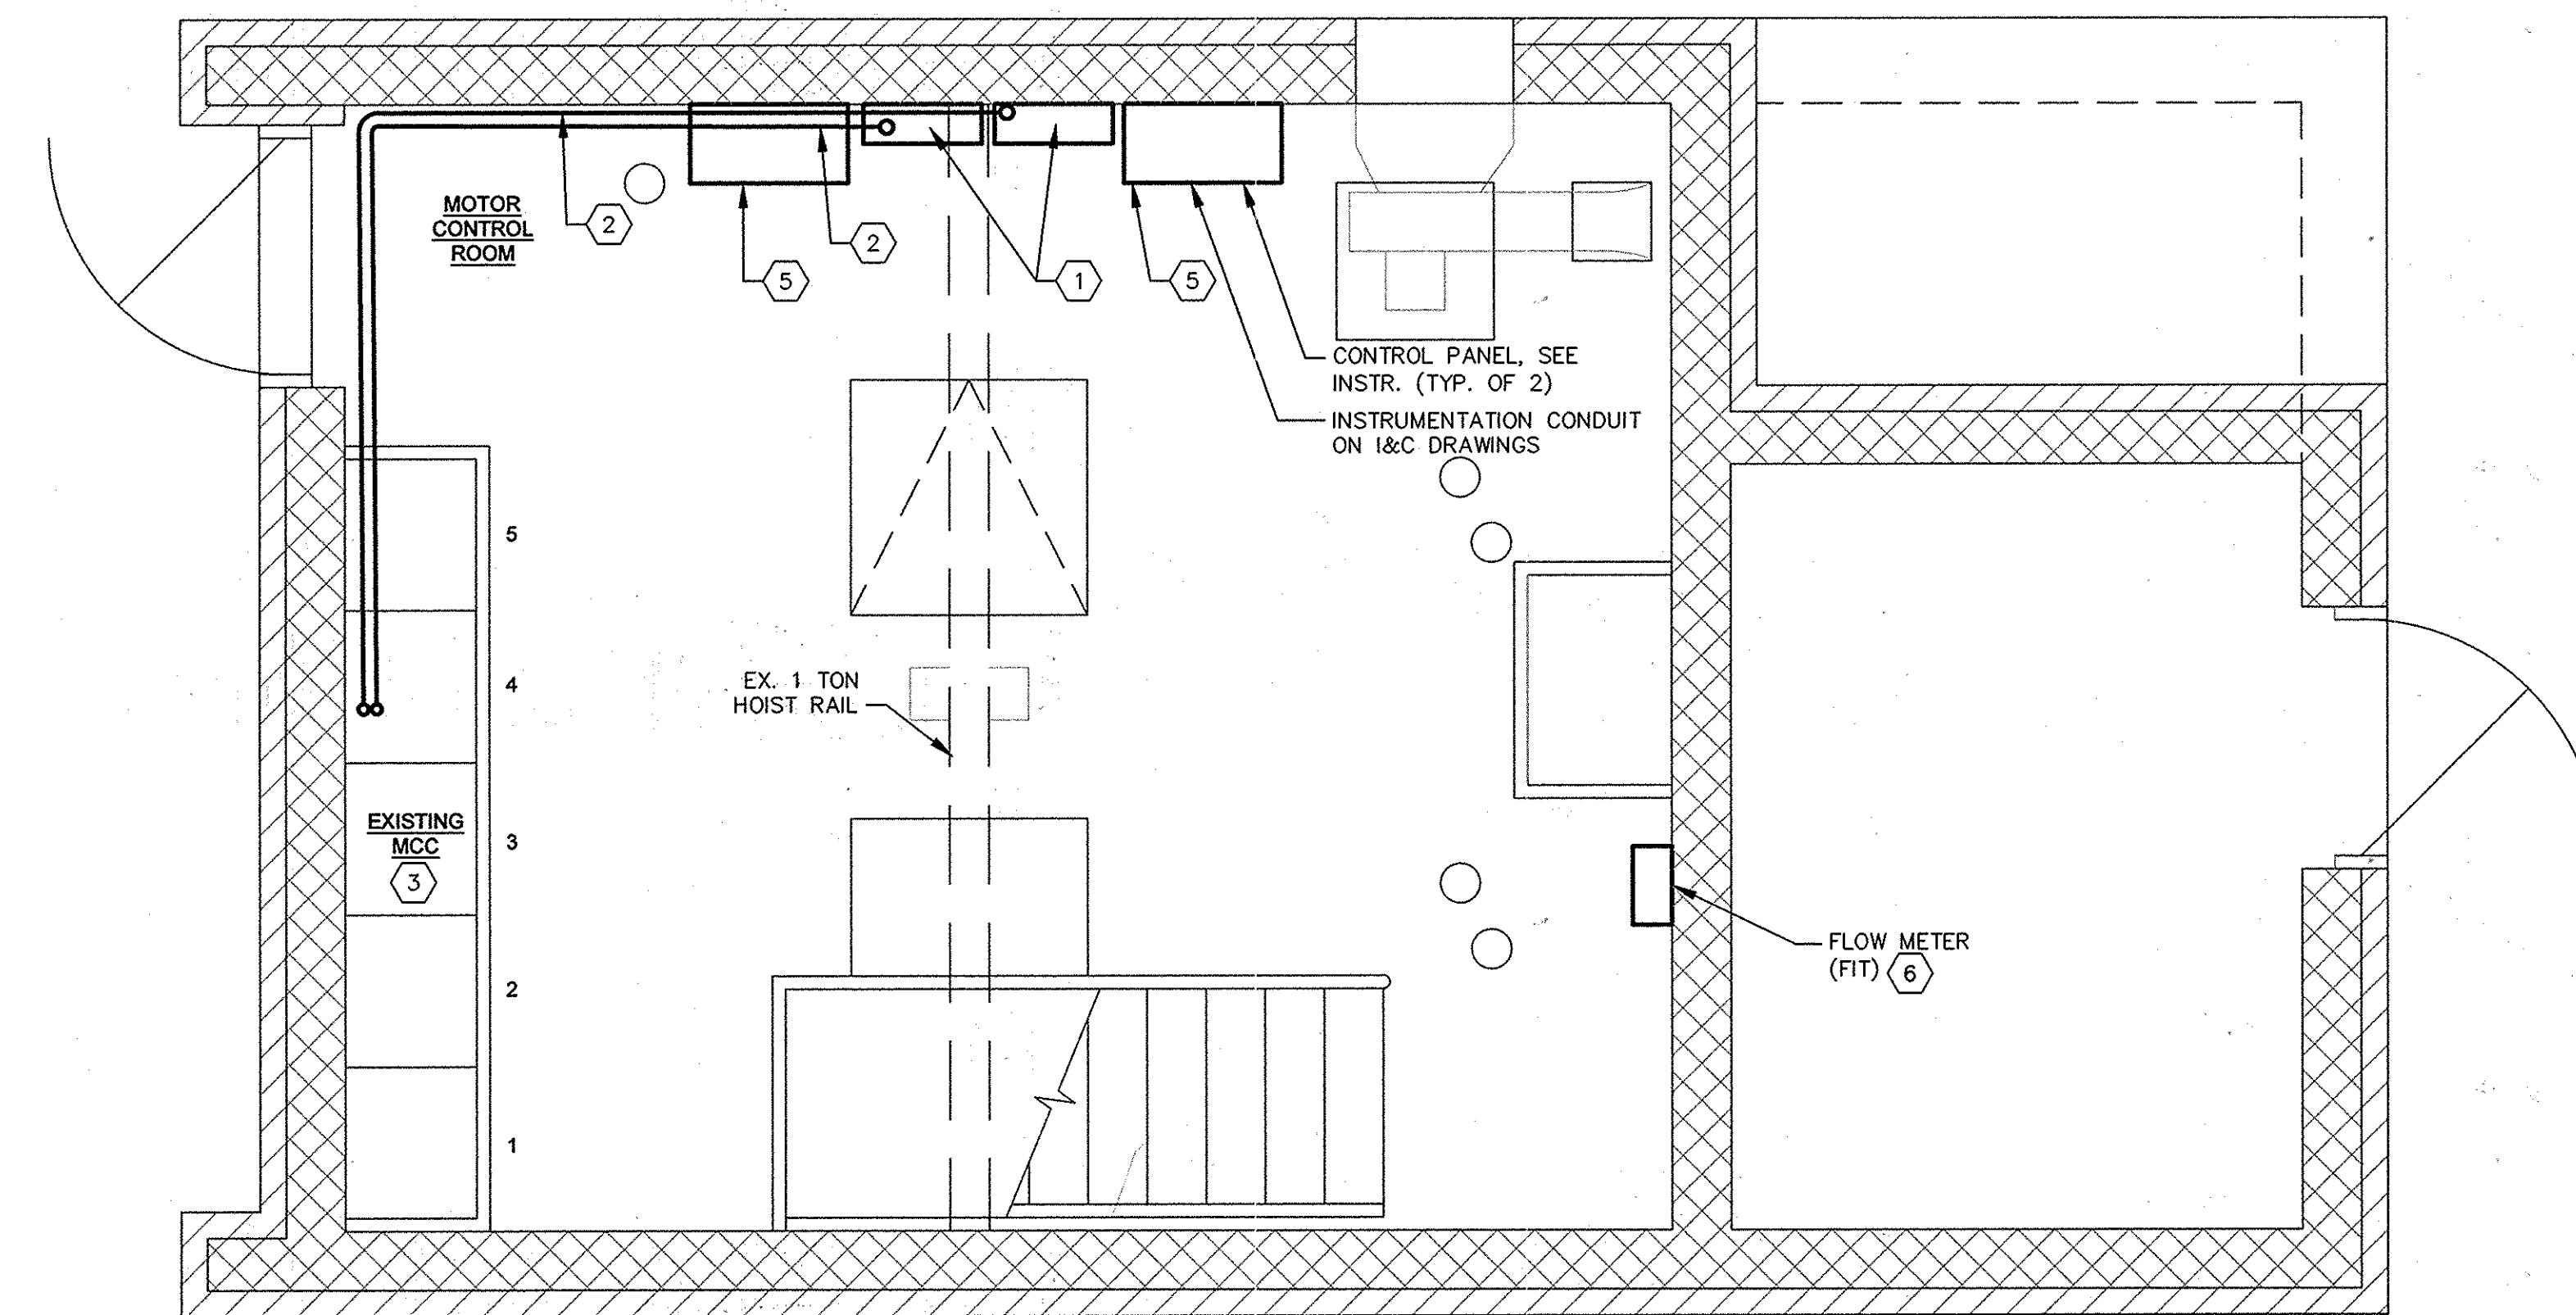 MOTOR
CONTROL
ROOM
2
2
5
1
5
CONTROL PANEL, SEE
INSTR. (TYP. OF 2)
INSTRUMENTATION CONDUIT
ON I&C DRAWINGS
5
4
EX. 1 TON
HOIST RAIL
EXISTING
MCC
3
3
FLOW METER
(FIT) 6
2
1